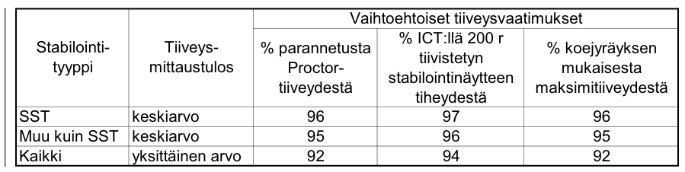 Vaihtoehtoiset tiiveysvaatimukset
Stabilointi-
tyyppi
Tiiveys-
mittaustulos
% parannetusta
Proctor-
tiiveydestä
% ICT:llä 200 r
tiivistetyn
stabilointinäytteen
tiheydestä
% koejyräyksen
mukaisesta
maksimitiiveydestä
SST keskiarvo 96 97 96
Muu kuin SST keskiarvo 95 96 95
Kaikki yksittäinen arvo 92 94 92